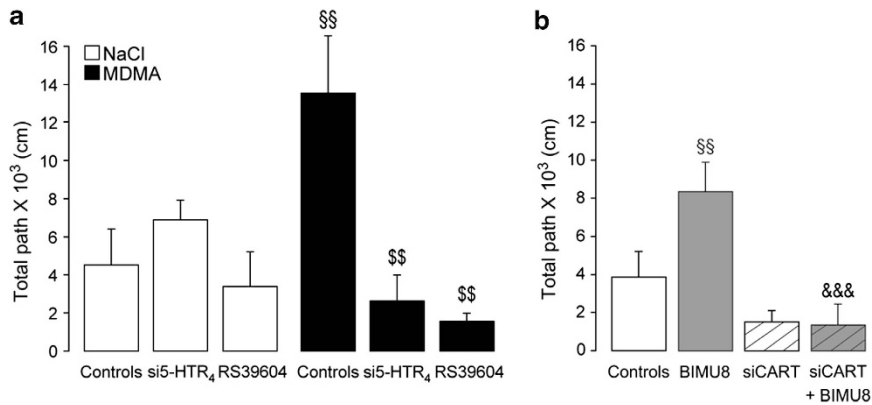 a
§§
16
NaCl
MDMA
14
12
10
8
6
4
2
0
Total path X 10³ (cm)
$$
$$
Controls si5-HTR₄ RS39604
Controls si5-HTR₄ RS39604
b
16
14
12
10
8
6
4
2
0
Total path X 10³ (cm)
§§
&&&
Controls
BIMU8
siCART
siCART
+ BIMU8